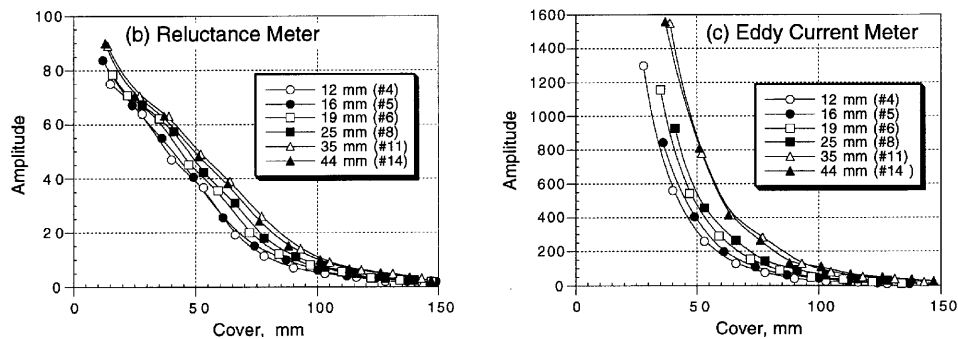 (b) Reluctance Meter
100
80
60
40
20
0
Amplitude
12 mm (#4)
16 mm (#5)
19 mm (#6)
25 mm (#8)
35 mm (#11)
44 mm (#14)
0
50
100
150
Cover, mm
(c) Eddy Current Meter
1600
1400
1200
1000
800
600
400
200
0
Amplitude
12 mm (#4)
16 mm (#5)
19 mm (#6)
25 mm (#8)
35 mm (#11)
44 mm (#14 )
0
50
100
150
Cover, mm